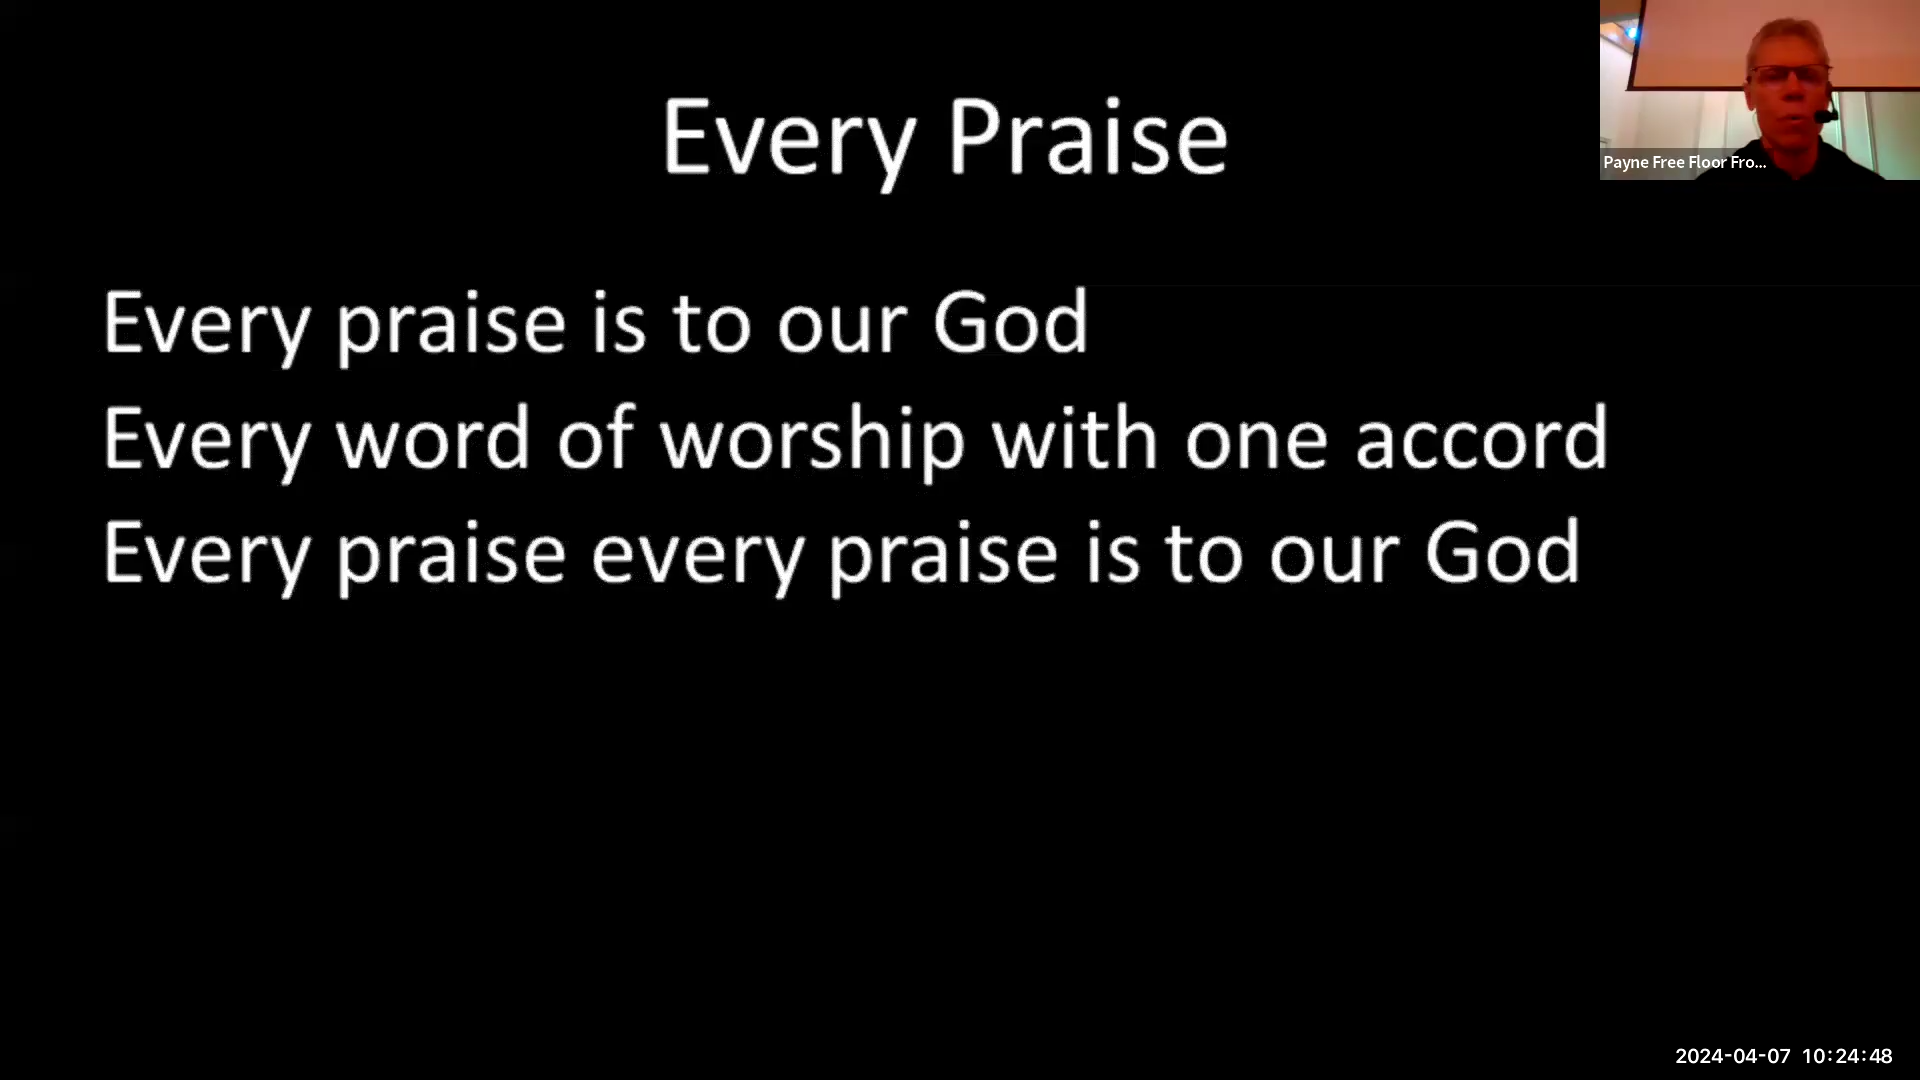 Every Praise
Payne Free Floor Fro...
Every praise is to our God
Every word of worship with one accord
Every praise every praise is to our God
2024-04-07 10:24:48